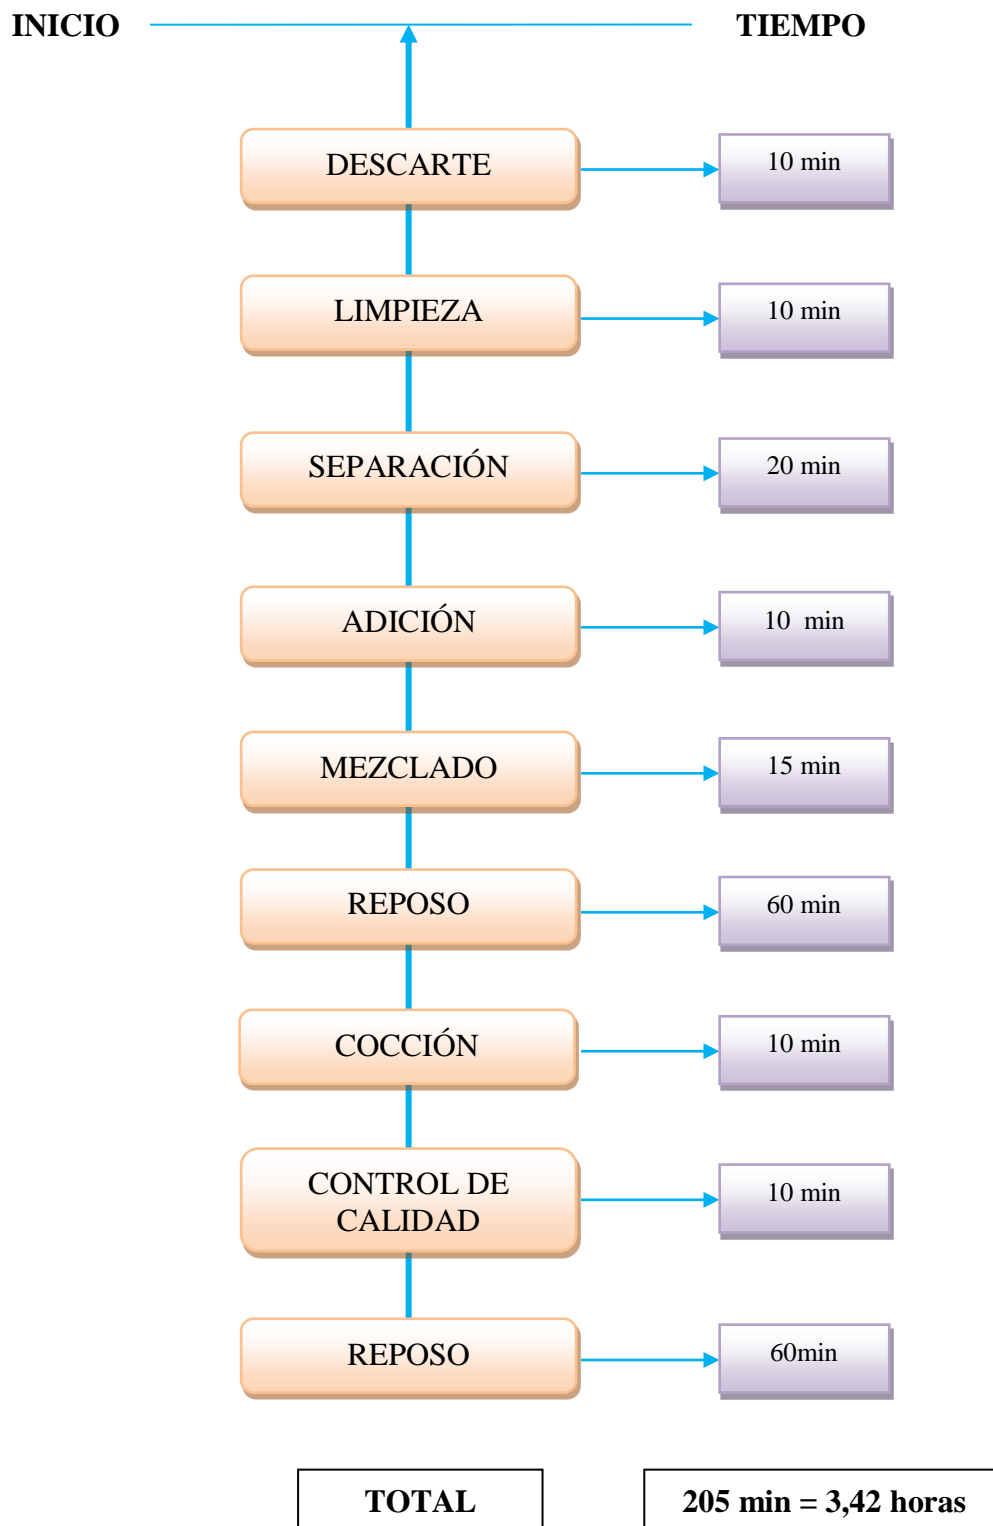 INICIO
TIEMPO
DESCARTE
10 min
LIMPIEZA
10 min
SEPARACIÓN
20 min
ADICIÓN
10  min
MEZCLADO
15 min
REPOSO
60 min
COCCIÓN
10 min
CONTROL DE
CALIDAD
10 min
REPOSO
60min
TOTAL
205 min = 3,42 horas